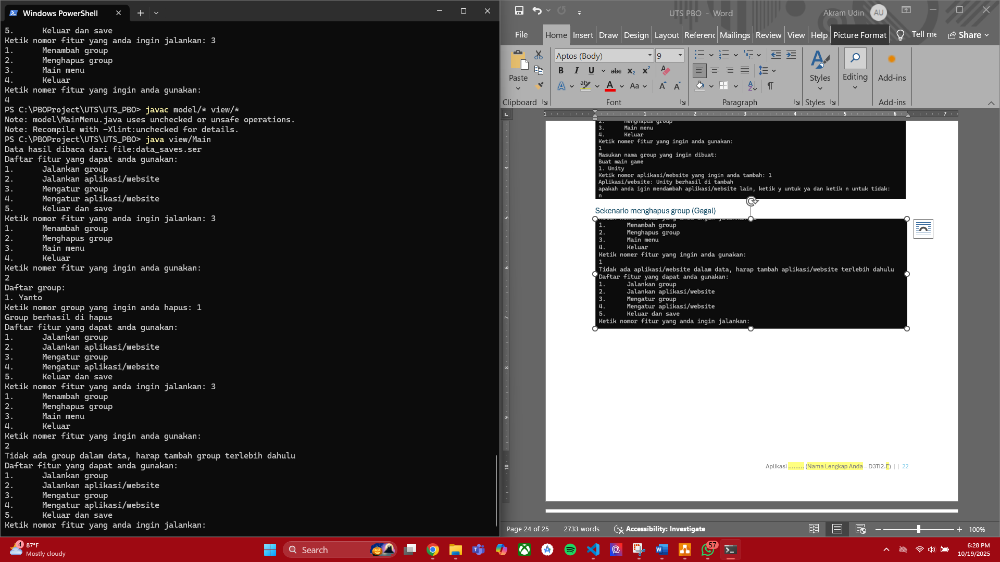 Windows PowerShell
5.      Keluar dan save
Ketik nomor fitur yang anda ingin jalankan: 3
1.      Menambah group
2.      Menghapus group
3.      Main menu
4.      Keluar
Ketik nomer fitur yang ingin anda gunakan:
4
PS C:\PBOProject\UTS\UTS_PBO> javac model/* view/*
Note: model\MainMenu.java uses unchecked or unsafe operations.
Note: Recompile with -Xlint:unchecked for details.
PS C:\PBOProject\UTS\UTS_PBO> java view/Main
Data hasil dibaca dari file:data_saves.ser
Daftar fitur yang dapat anda gunakan:
1.      Jalankan group
2.      Jalankan aplikasi/website
3.      Mengatur group
4.      Mengatur aplikasi/website
5.      Keluar dan save
Ketik nomor fitur yang anda ingin jalankan: 3
1.      Menambah group
2.      Menghapus group
3.      Main menu
4.      Keluar
Ketik nomer fitur yang ingin anda gunakan:
2
Daftar group:
1. Yanto
Ketik nomor group yang ingin anda hapus: 1
Group berhasil di hapus
Daftar fitur yang dapat anda gunakan:
1.      Jalankan group
2.      Jalankan aplikasi/website
3.      Mengatur group
4.      Mengatur aplikasi/website
5.      Keluar dan save
Ketik nomor fitur yang anda ingin jalankan: 3
1.      Menambah group
2.      Menghapus group
3.      Main menu
4.      Keluar
Ketik nomer fitur yang ingin anda gunakan:
2
Tidak ada group dalam data, harap tambah group terlebih dahulu
Daftar fitur yang dapat anda gunakan:
1.      Jalankan group
2.      Jalankan aplikasi/website
3.      Mengatur group
4.      Mengatur aplikasi/website
5.      Keluar dan save
Ketik nomor fitur yang anda ingin jalankan:
UTS PBO - Word
Akram Udin AU
File Home Insert Draw Design Layout Referenc Mailings Review View Help Picture Format Tell me Share
Aptos (Body) 9
Paste Styles Editing Add-ins
Clipboard Font Paragraph Styles Add-ins
1 1 2 3 4 5 6 7
2.      Menghapus group
3.      Main menu
4.      Keluar
Ketik nomer fitur yang ingin anda gunakan:
1
Masukan nama group yang ingin dibuat:
Buat main game
1. Unity
Ketik nomor aplikasi/website yang ingin anda tambah: 1
Aplikasi/website: Unity berhasil di tambah
apakah anda igin mendambah aplikasi/website lain, ketik y untuk ya dan ketik n untuk tidak:
n
Sekenario menghapus group (Gagal)
1.      Menambah group
2.      Menghapus group
3.      Main menu
4.      Keluar
Ketik nomer fitur yang ingin anda gunakan:
1
Tidak ada aplikasi/website dalam data, harap tambah aplikasi/website terlebih dahulu
Daftar fitur yang dapat anda gunakan:
1.      Jalankan group
2.      Jalankan aplikasi/website
3.      Mengatur group
4.      Mengatur aplikasi/website
5.      Keluar dan save
Ketik nomor fitur yang anda ingin jalankan:
Aplikasi ......... (Nama Lengkap Anda – D3TI2.E) | | 22
Page 24 of 25 2733 words Accessibility: Investigate 100%
4 87°F
Mostly cloudy
Search
57
6:28 PM
10/19/2025